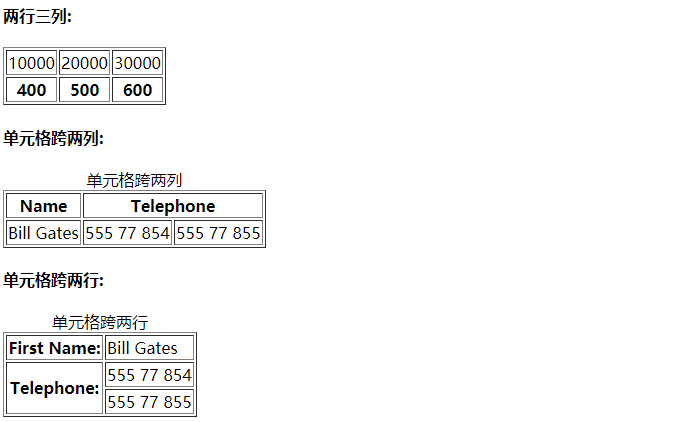 两行三列:
10000 20000 30000
400 500 600
单元格跨两列:
单元格跨两列
Name Telephone
Bill Gates 555 77 854 555 77 855
单元格跨两行:
单元格跨两行
First Name: Bill Gates
Telephone: 555 77 854
555 77 855